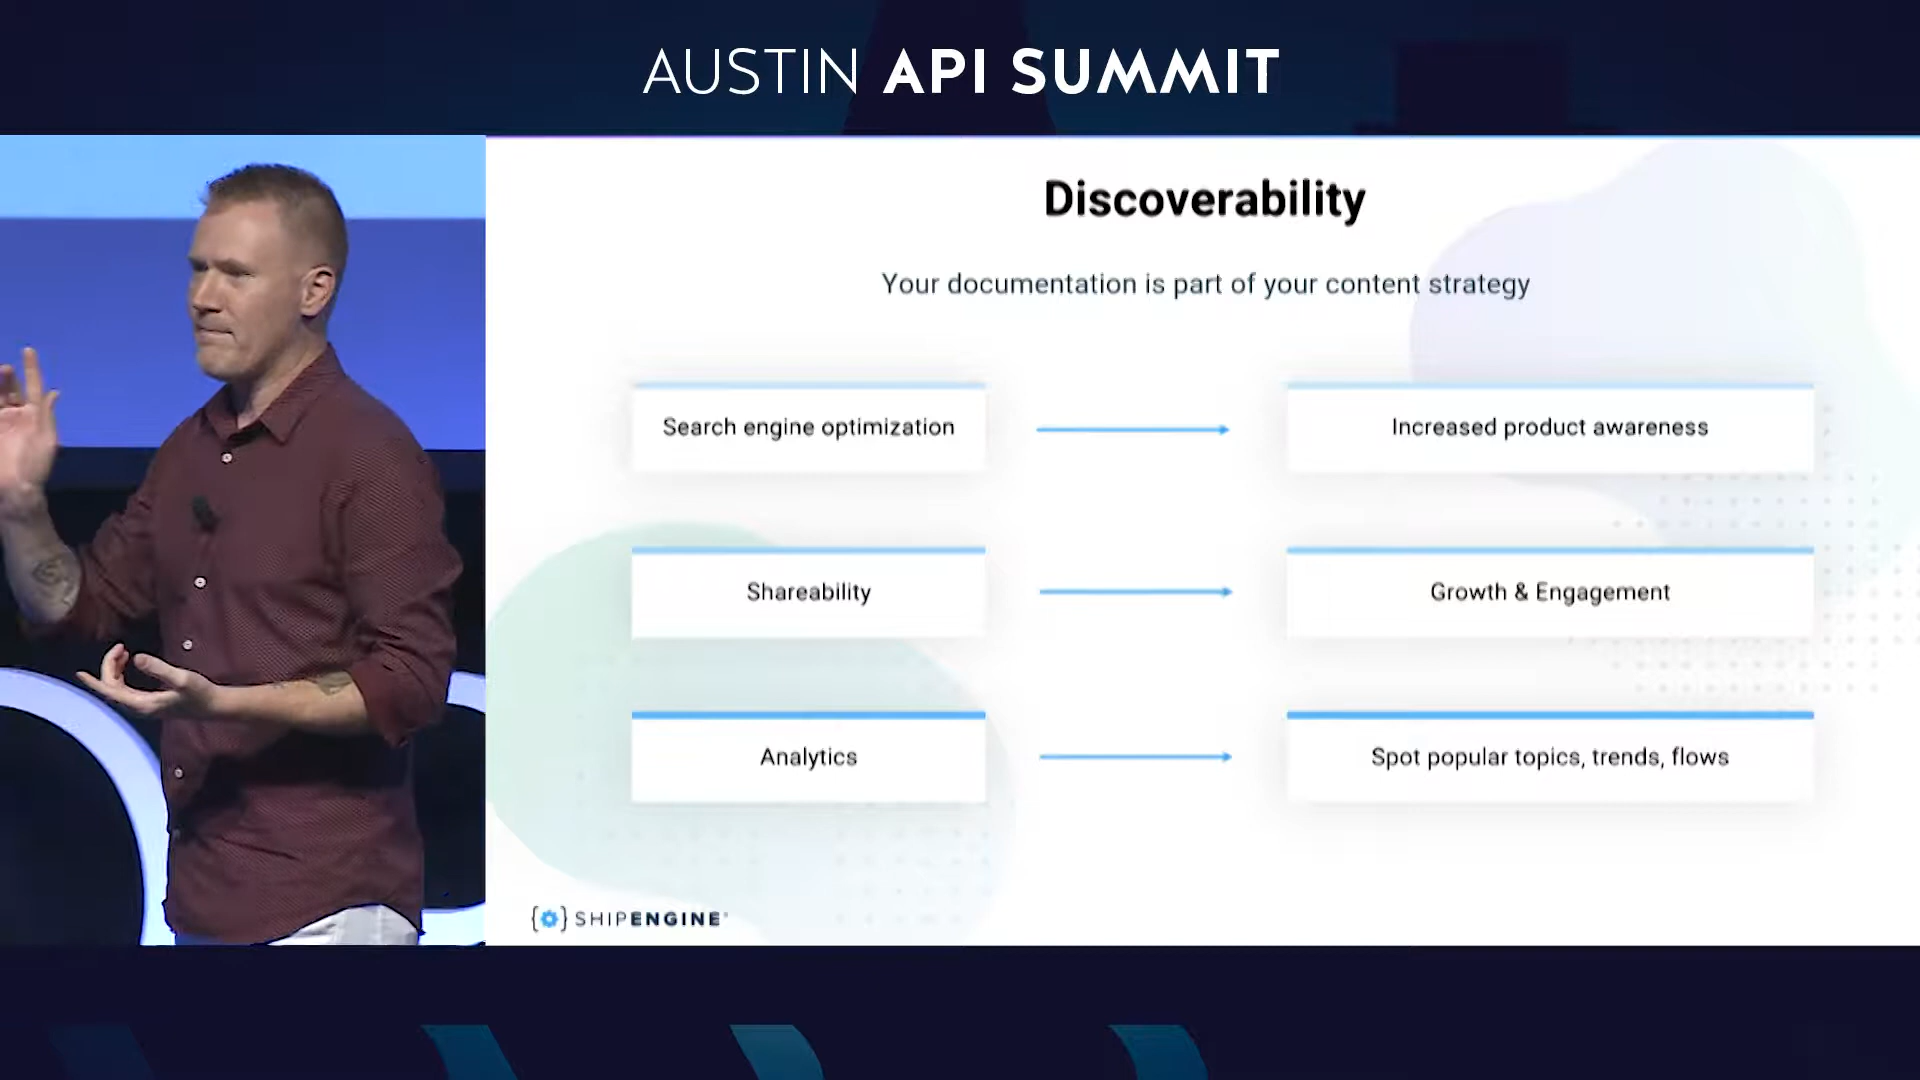 AUSTIN API SUMMIT
Discoverability
Your documentation is part of your content strategy
Search engine optimization
Increased product awareness
Shareability
Growth & Engagement
Analytics
Spot popular topics, trends, flows
{} SHIPENGINE